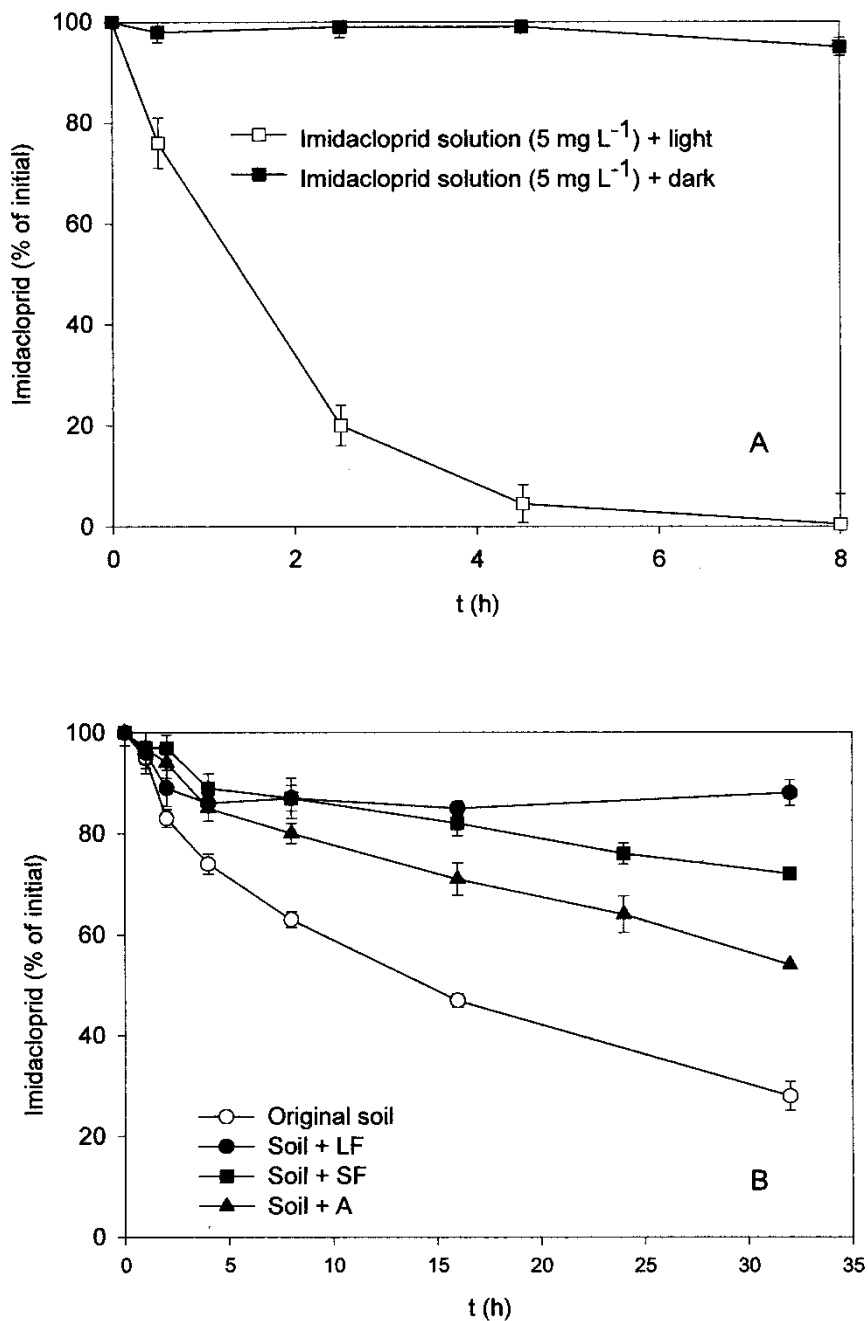 100
80
60
40
20
0
Imidacloprid (% of initial)
Imidacloprid solution (5 mg L⁻¹) + light
Imidacloprid solution (5 mg L⁻¹) + dark
A
0 2 4 6 8
t (h)
100
80
60
40
20
0
Imidacloprid (% of initial)
Original soil
Soil + LF
Soil + SF
Soil + A
B
0 5 10 15 20 25 30 35
t (h)